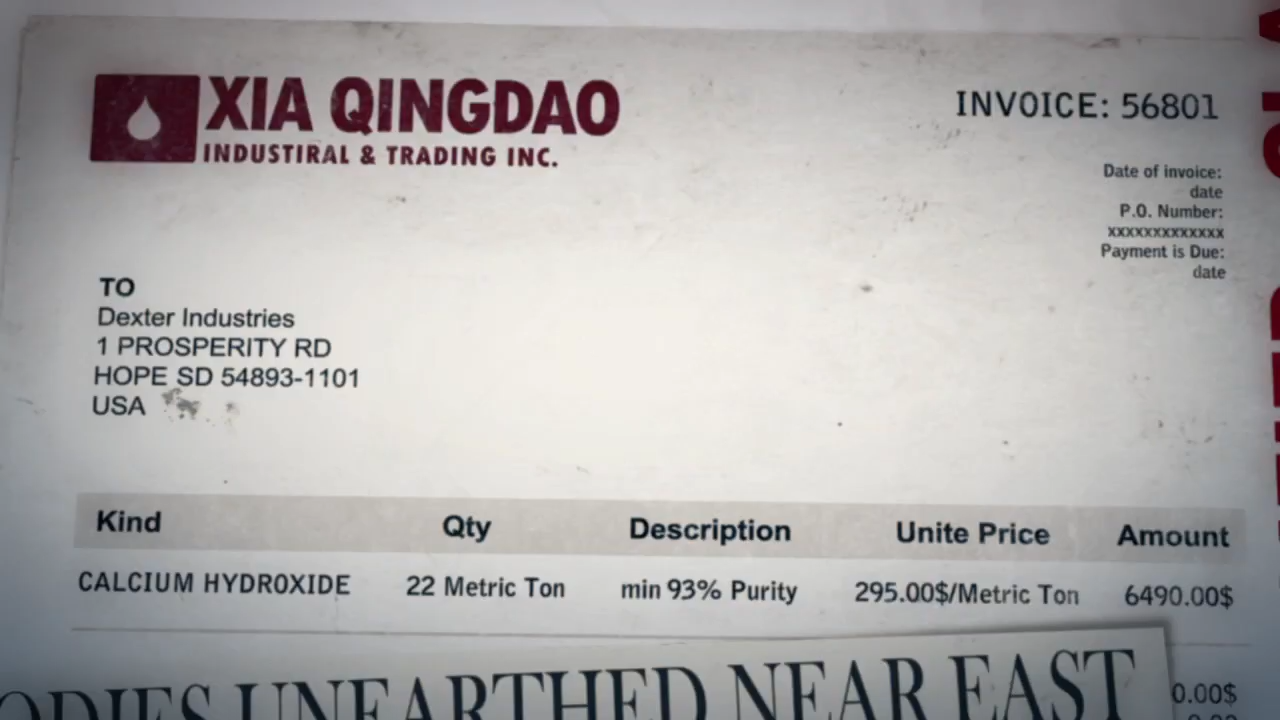 XIA QINGDAO
INDUSTIRAL & TRADING INC.
INVOICE: 56801
Date of invoice:
date
P.O. Number:
xxxxxxxxxxxxx
Payment is Due:
date
TO
Dexter Industries
1 PROSPERITY RD
HOPE SD 54893-1101
USA
Kind Qty Description Unite Price Amount
CALCIUM HYDROXIDE 22 Metric Ton min 93% Purity 295.00$/Metric Ton 6490.00$
UNEARTHED NEAR EAST
0.00$